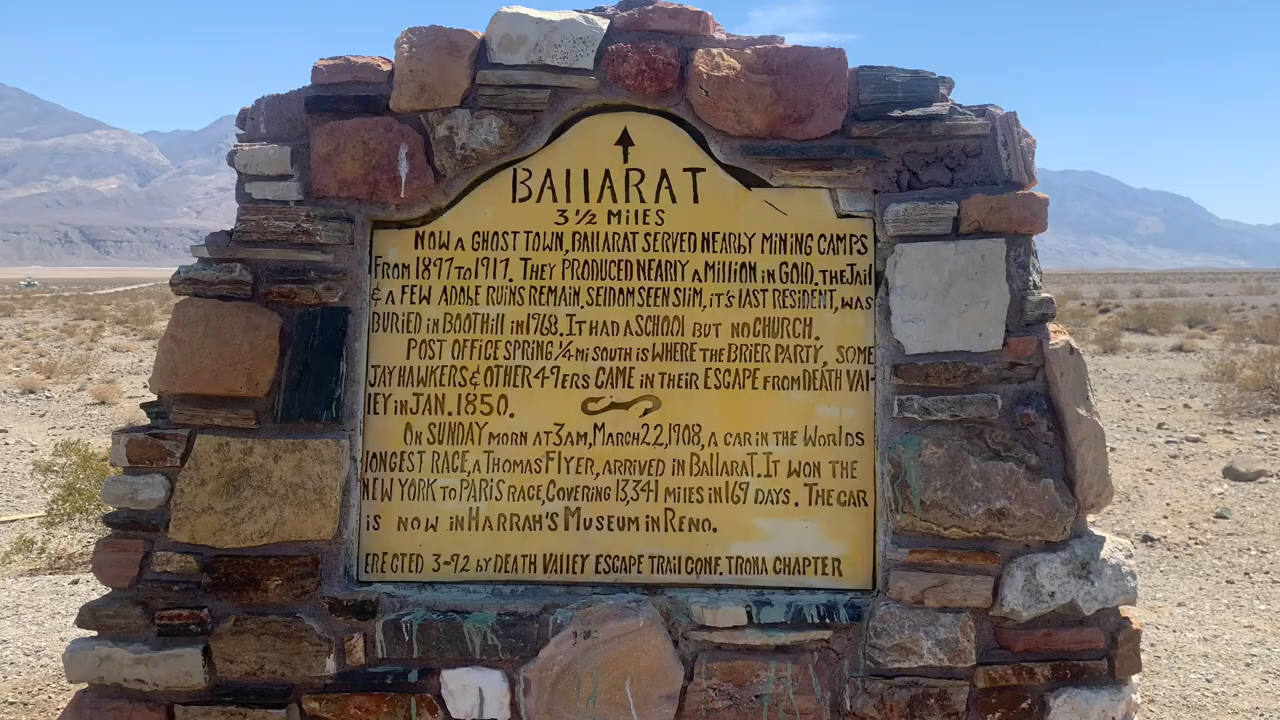 BALLARAT
3 1/2 MILES
NOW A GHOST TOWN, BALLARAT SERVED NEARBY MINING CAMPS
FROM 1897 TO 1917. THEY PRODUCED NEARLY A MILLION IN GOLD. THE JAIL
& A FEW ADOBE RUINS REMAIN. SELDOM SEEN SLIM, IT'S LAST RESIDENT, WAS
BURIED IN BOOTHILL IN 1968. IT HAD A SCHOOL BUT NO CHURCH.
POST OFFICE SPRING 1/4 MI SOUTH IS WHERE THE BRIER PARTY, SOME
JAY HAWKERS & OTHER 49ERS CAME IN THEIR ESCAPE FROM DEATH VAL-
LEY IN JAN. 1850.
ON SUNDAY MORN AT 3AM, MARCH 22, 1908, A CAR IN THE WORLDS
LONGEST RACE, A THOMAS FLYER, ARRIVED IN BALLARAT. IT WON THE
NEW YORK TO PARIS RACE, COVERING 13,341 MILES IN 169 DAYS. THE CAR
IS NOW IN HARRAH'S MUSEUM IN RENO.
ERECTED 3-92 by DEATH VALLEY ESCAPE TRAIL CONF. TRONA CHAPTER